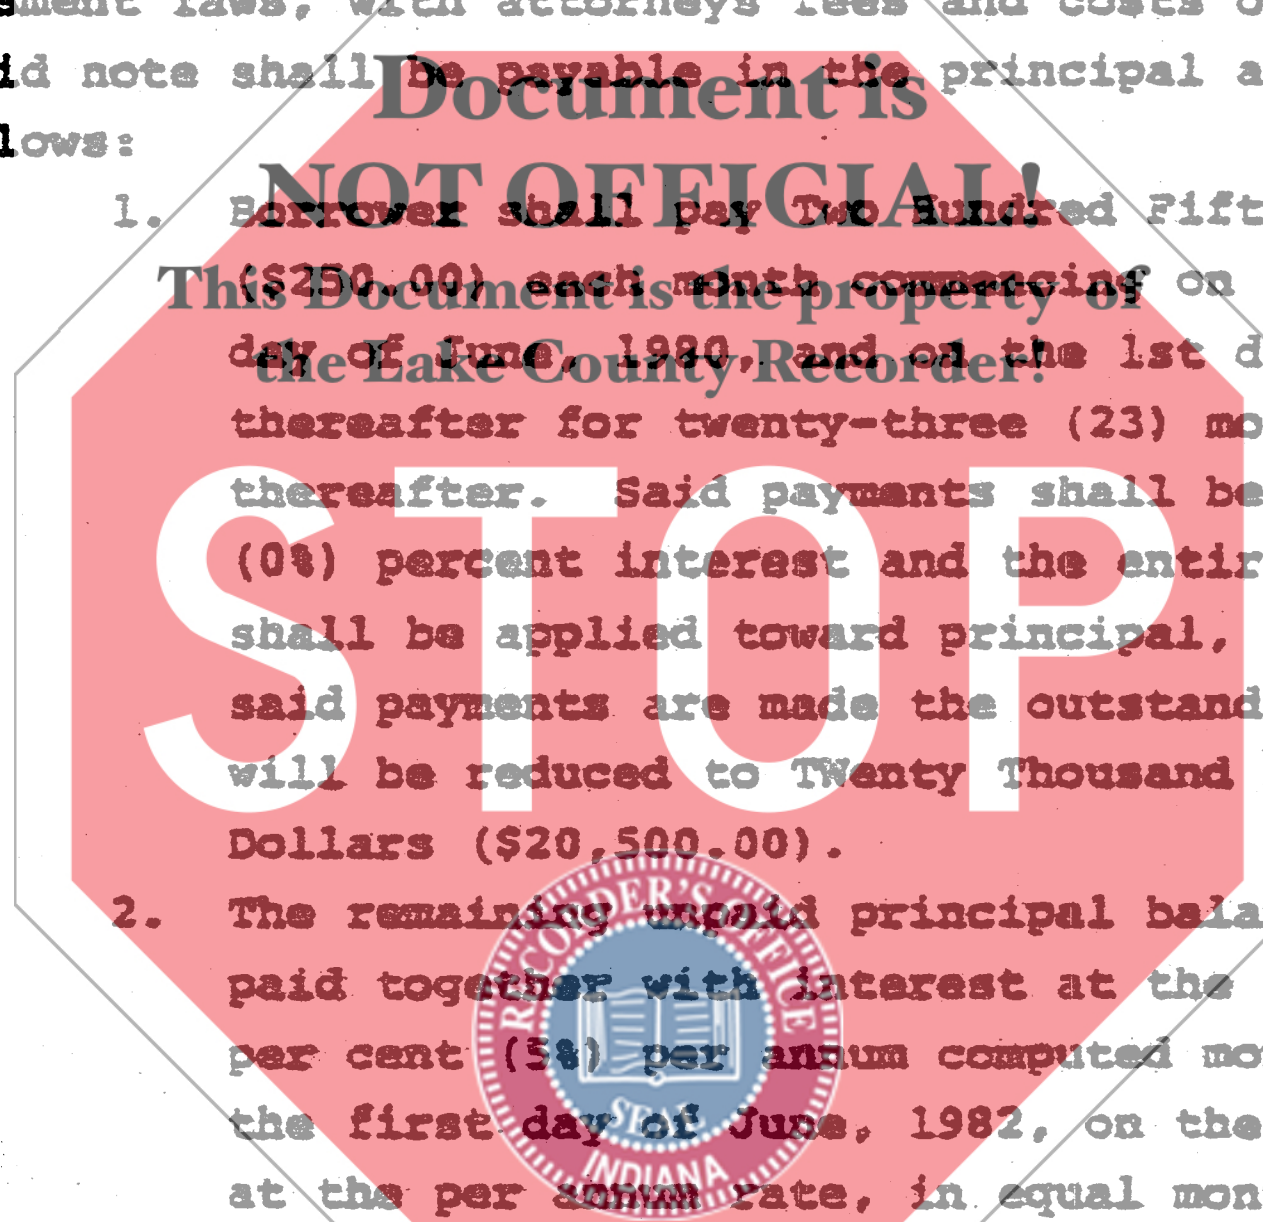 ment laws, with attorneys fees and costs o
id note shall be payable in the principal a
lows:
1. Borrower shall pay Two Hundred Fift
($250.00) each month commencing on
day of June, 1980, and on the 1st d
thereafter for twenty-three (23) mo
thereafter. Said payments shall be
(0%) percent interest and the entir
shall be applied toward principal,
said payments are made the outstand
will be reduced to TWenty Thousand
Dollars ($20,500.00).
2. The remaining unpaid principal bala
paid together with interest at the
per cent (5%) per annum computed mo
the first day of June, 1982, on the
at the per annum rate, in equal mon
Document is
NOT OFFICIAL!
This Document is the property of
the Lake County Recorder!
STOP
RECORDER'S OFFICE
SEAL
INDIANA